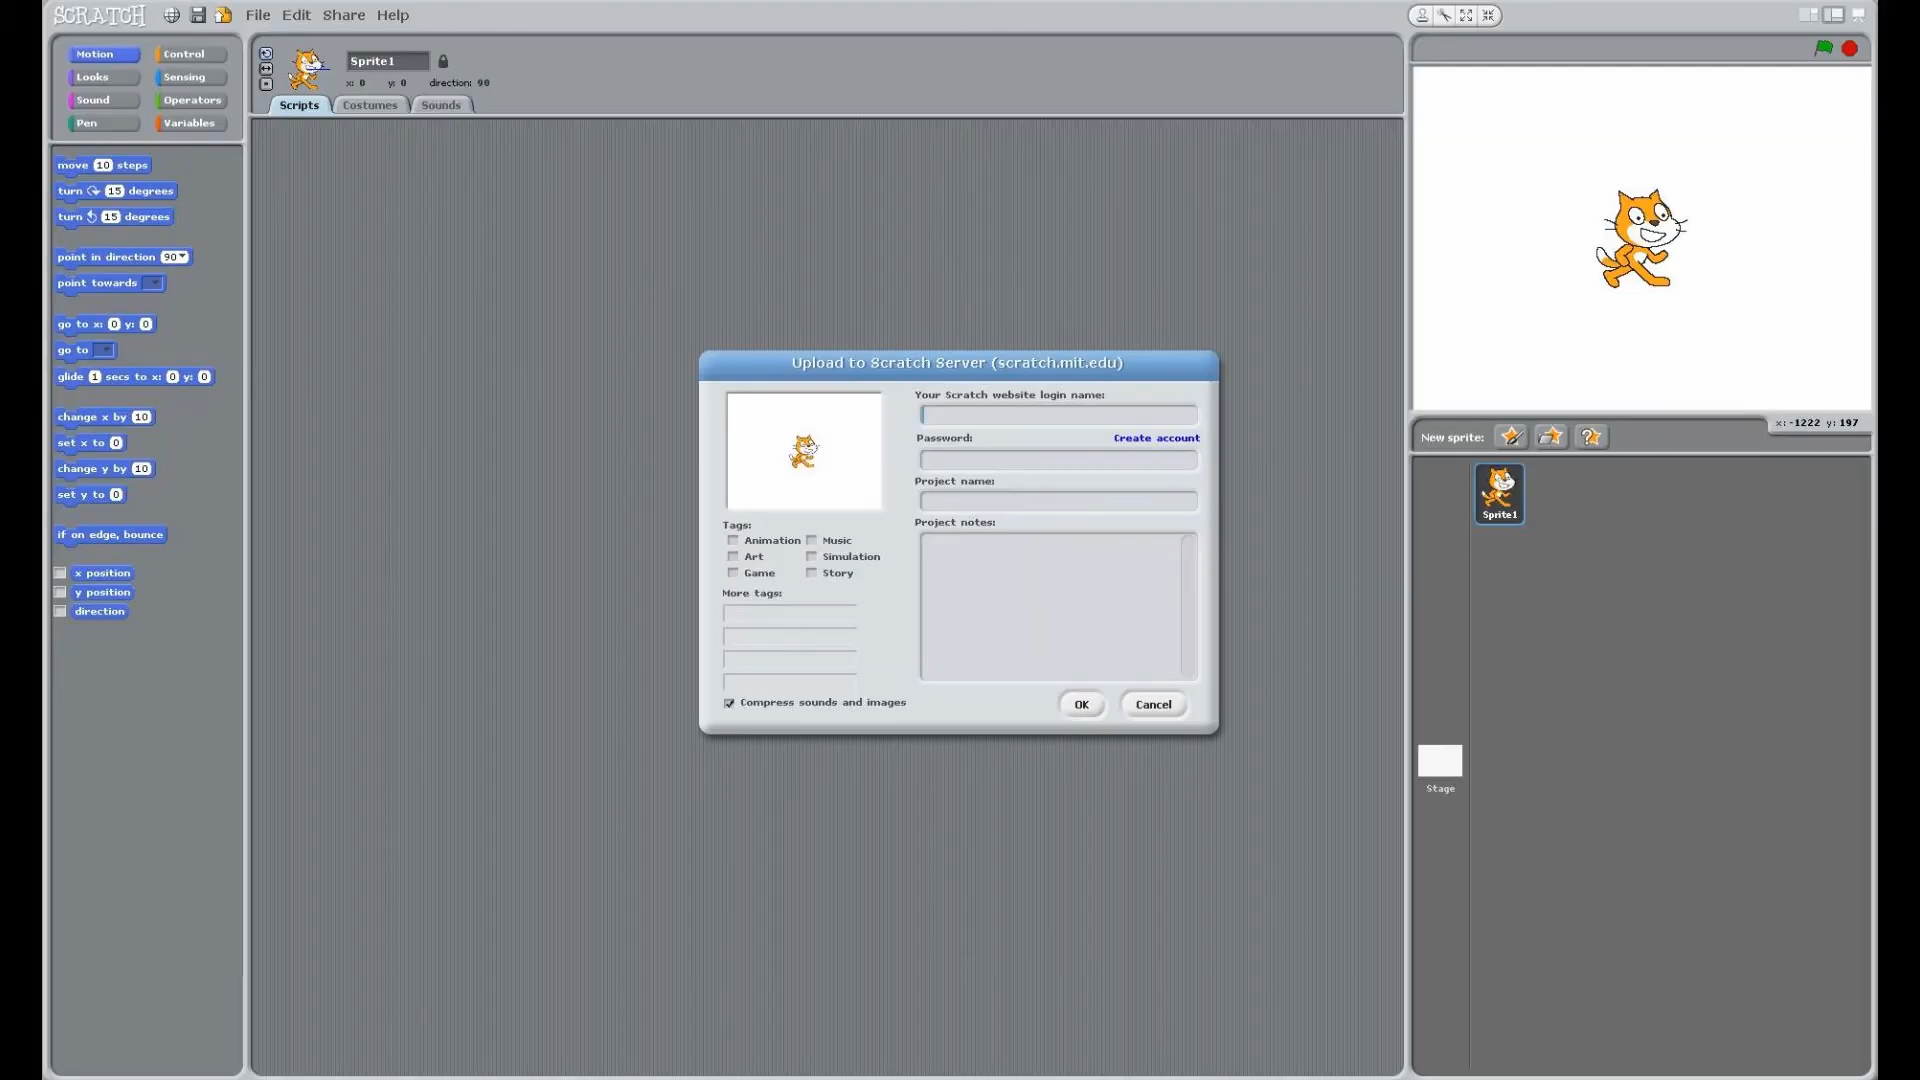 SCRATCH File Edit Share Help
Motion Control
Looks Sensing
Sound Operators
Pen Variables
move 10 steps
turn 15 degrees
turn 15 degrees
point in direction 90
point towards
go to x: 0 y: 0
go to
glide 1 secs to x: 0 y: 0
change x by 10
set x to 0
change y by 10
set y to 0
if on edge, bounce
x position
y position
direction
Sprite1
x: 0 y: 0 direction: 90
Scripts Costumes Sounds
Upload to Scratch Server (scratch.mit.edu)
Your Scratch website login name:
Password: Create account
Project name:
Project notes:
Tags:
Animation Music
Art Simulation
Game Story
More tags:
Compress sounds and images
OK Cancel
x: -1222 y: 197
New sprite:
Sprite1
Stage